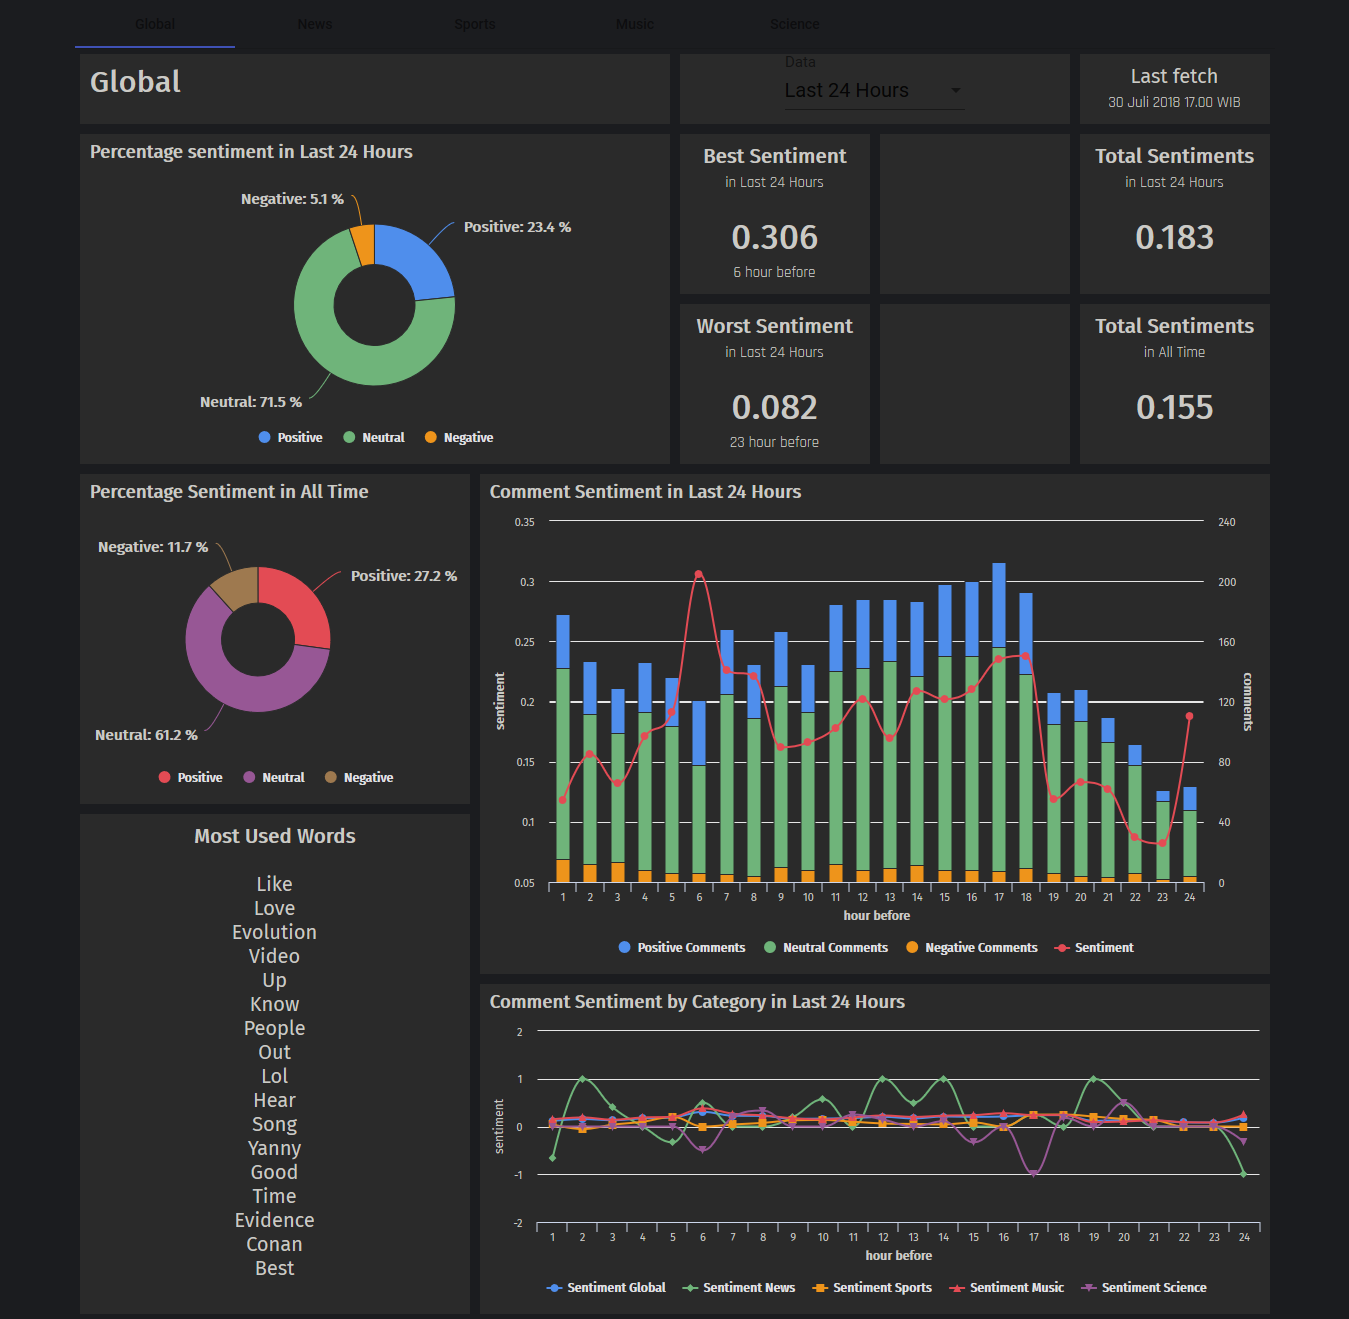 Global News Sports Music Science
Global
Data
Last 24 Hours
Last fetch
30 Juli 2018 17.00 WIB
Percentage sentiment in Last 24 Hours
Negative: 5.1 %
Positive: 23.4 %
Neutral: 71.5 %
Positive Neutral Negative
Best Sentiment
in Last 24 Hours
0.306
6 hour before
Total Sentiments
in Last 24 Hours
0.183
Worst Sentiment
in Last 24 Hours
0.082
23 hour before
Total Sentiments
in All Time
0.155
Percentage Sentiment in All Time
Negative: 11.7 %
Positive: 27.2 %
Neutral: 61.2 %
Positive Neutral Negative
Comment Sentiment in Last 24 Hours
0.35 240
0.3 200
0.25 160
0.2 120
0.15 80
0.1 40
0.05 0
sentiment
comments
1 2 3 4 5 6 7 8 9 10 11 12 13 14 15 16 17 18 19 20 21 22 23 24
hour before
Positive Comments Neutral Comments Negative Comments Sentiment
Most Used Words
Like
Love
Evolution
Video
Up
Know
People
Out
Lol
Hear
Song
Yanny
Good
Time
Evidence
Conan
Best
Comment Sentiment by Category in Last 24 Hours
2
1
0
-1
-2
sentiment
1 2 3 4 5 6 7 8 9 10 11 12 13 14 15 16 17 18 19 20 21 22 23 24
hour before
Sentiment Global Sentiment News Sentiment Sports Sentiment Music Sentiment Science